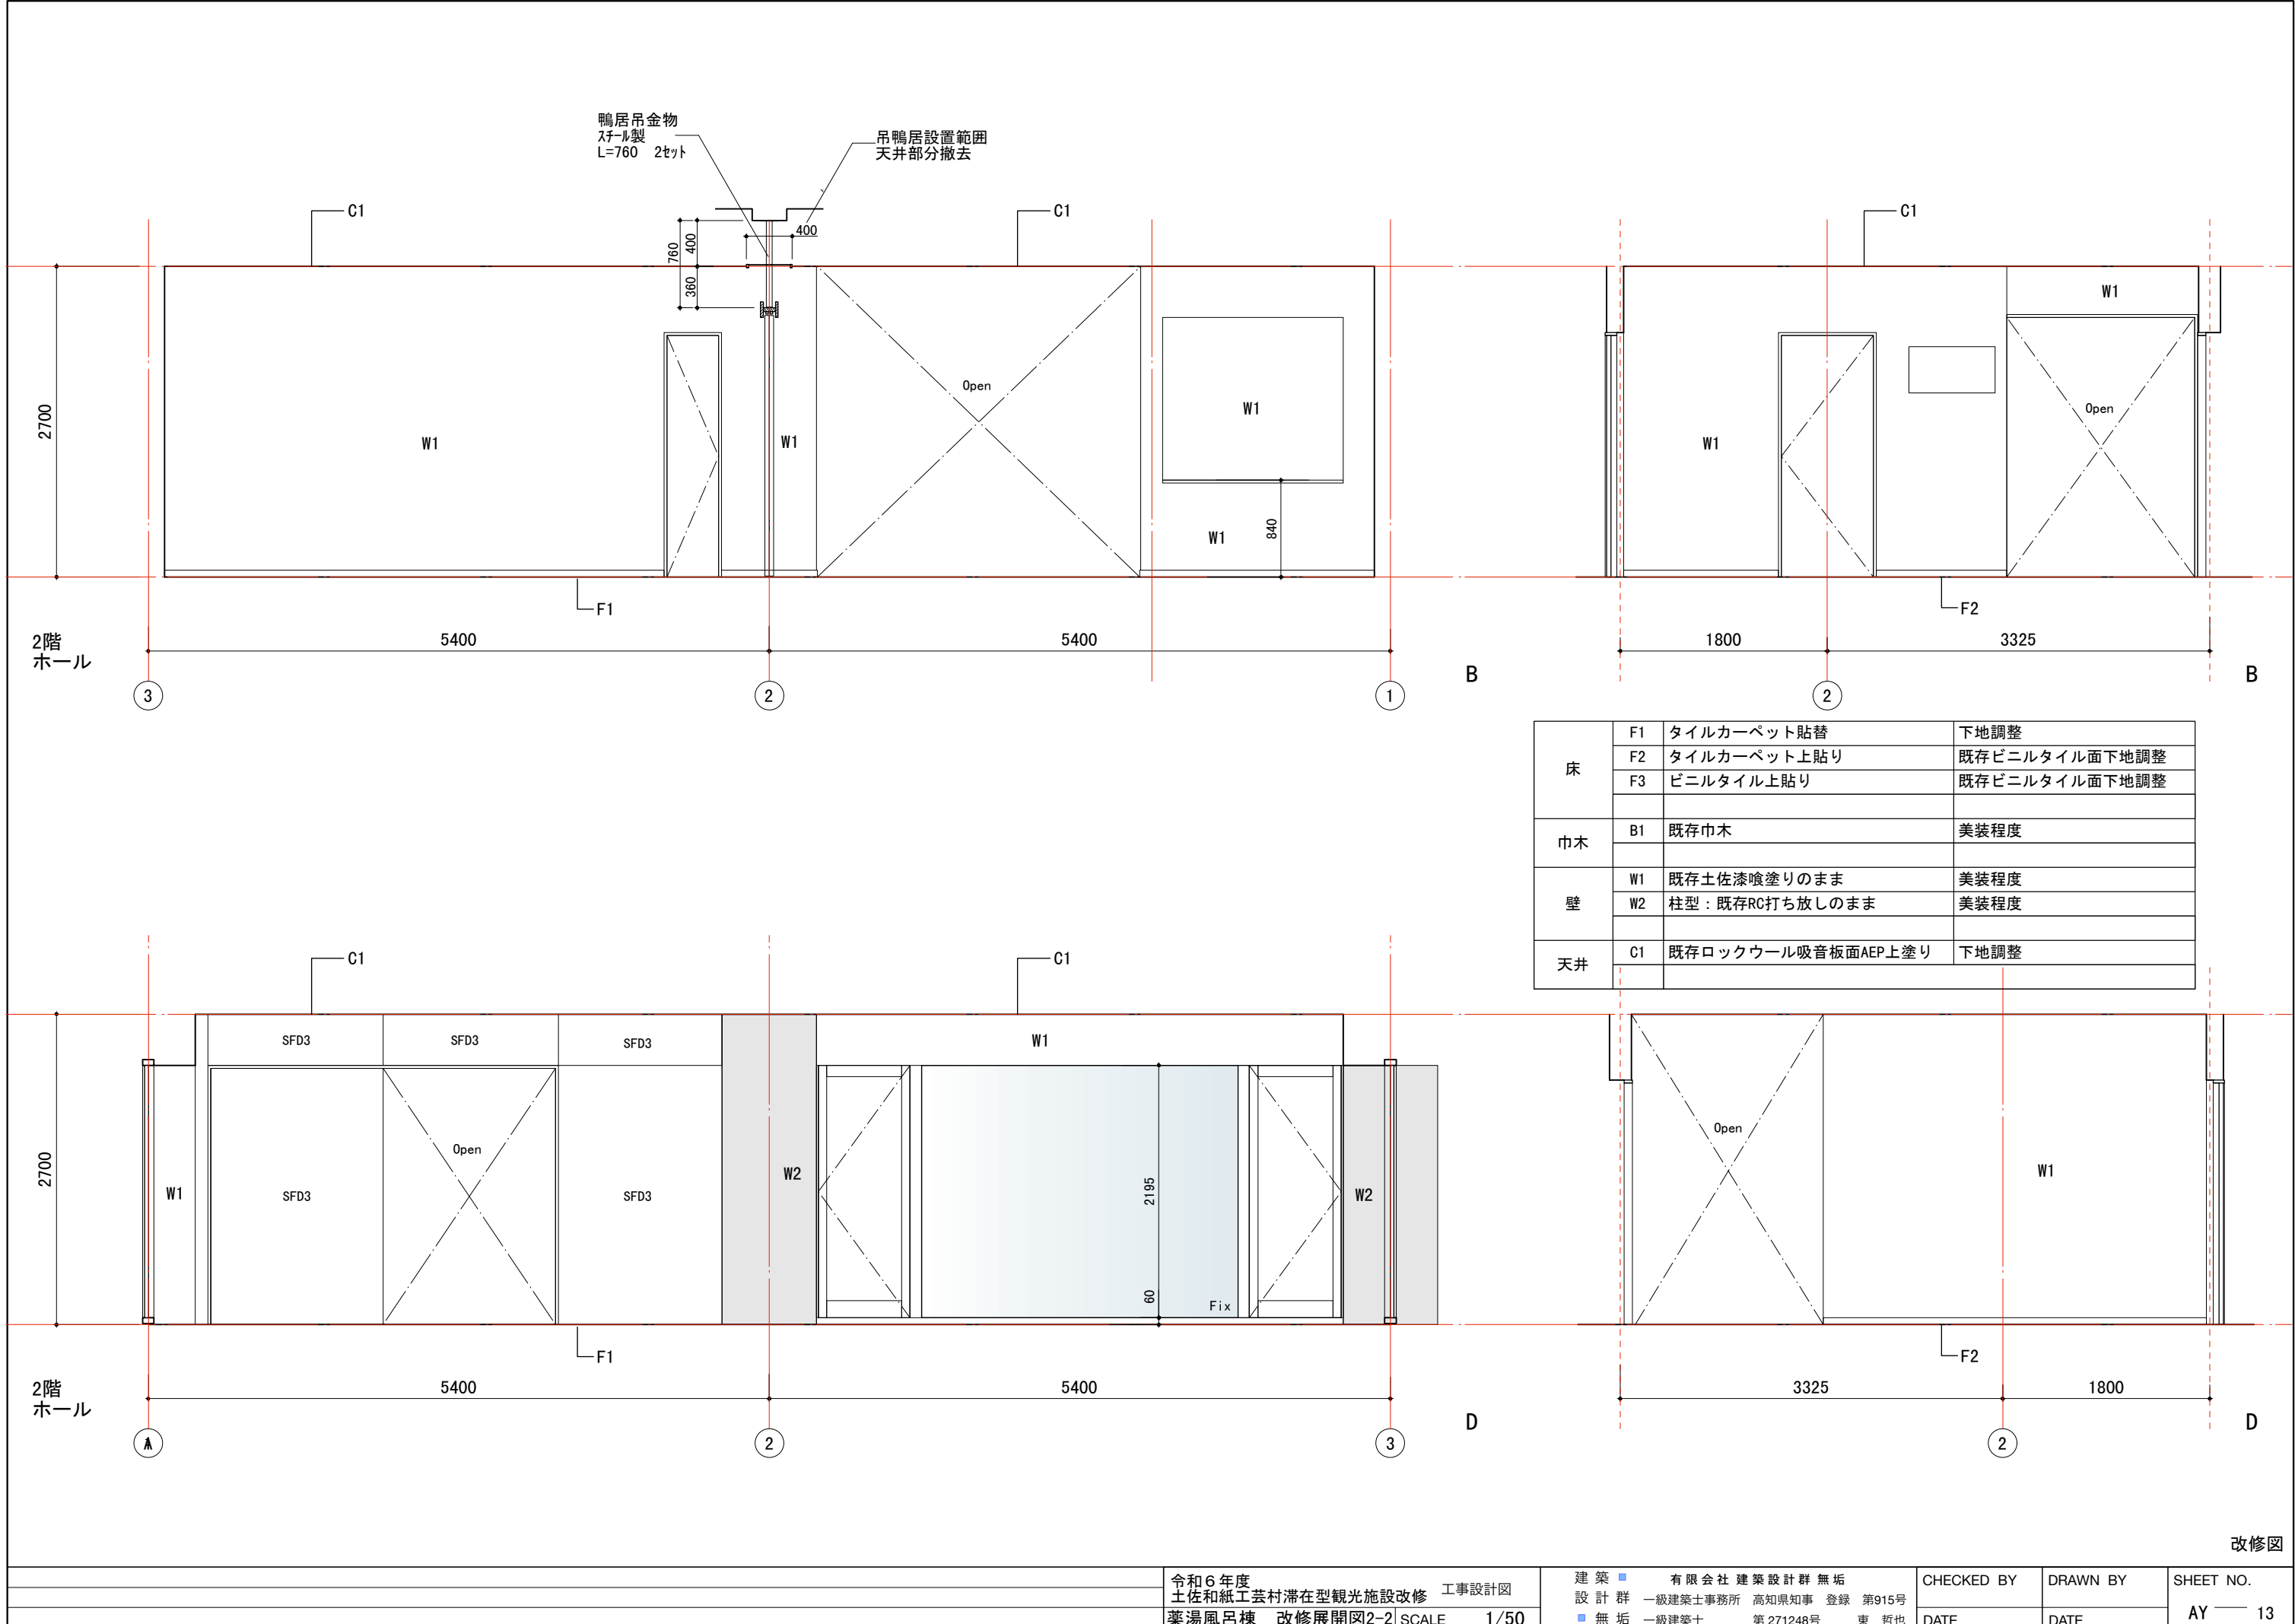 鴨居吊金物
スチール製
L=760 2セット
吊鴨居設置範囲
天井部分撤去
C1
C1
C1
760
400
360
400
2700
W1
W1
Open
W1
W1
840
W1
W1
Open
F1
F2
2階
ホール
5400
5400
B
1800
3325
B
3
2
1
2
床
F1 タイルカーペット貼替 下地調整
F2 タイルカーペット上貼り 既存ビニルタイル面下地調整
F3 ビニルタイル上貼り 既存ビニルタイル面下地調整
巾木
B1 既存巾木 美装程度
壁
W1 既存土佐漆喰塗りのまま 美装程度
W2 柱型：既存RC打ち放しのまま 美装程度
天井
C1 既存ロックウール吸音板面AEP上塗り 下地調整
C1
C1
2700
SFD3
SFD3
SFD3
W1
W1
SFD3
Open
SFD3
W2
2195
60
Fix
W2
Open
W1
F1
F2
2階
ホール
5400
5400
D
3325
1800
D
2
3
2
改修図
令和６年度
土佐和紙工芸村滞在型観光施設改修 工事設計図
薬湯風呂棟 改修展開図2-2 SCALE 1/50
建築
設計群
無垢
有限会社 建築設計群 無垢
一級建築士事務所 高知県知事 登録 第915号
一級建築士 第271248号 東 哲也
CHECKED BY
DATE
DRAWN BY
DATE
SHEET NO.
AY 13